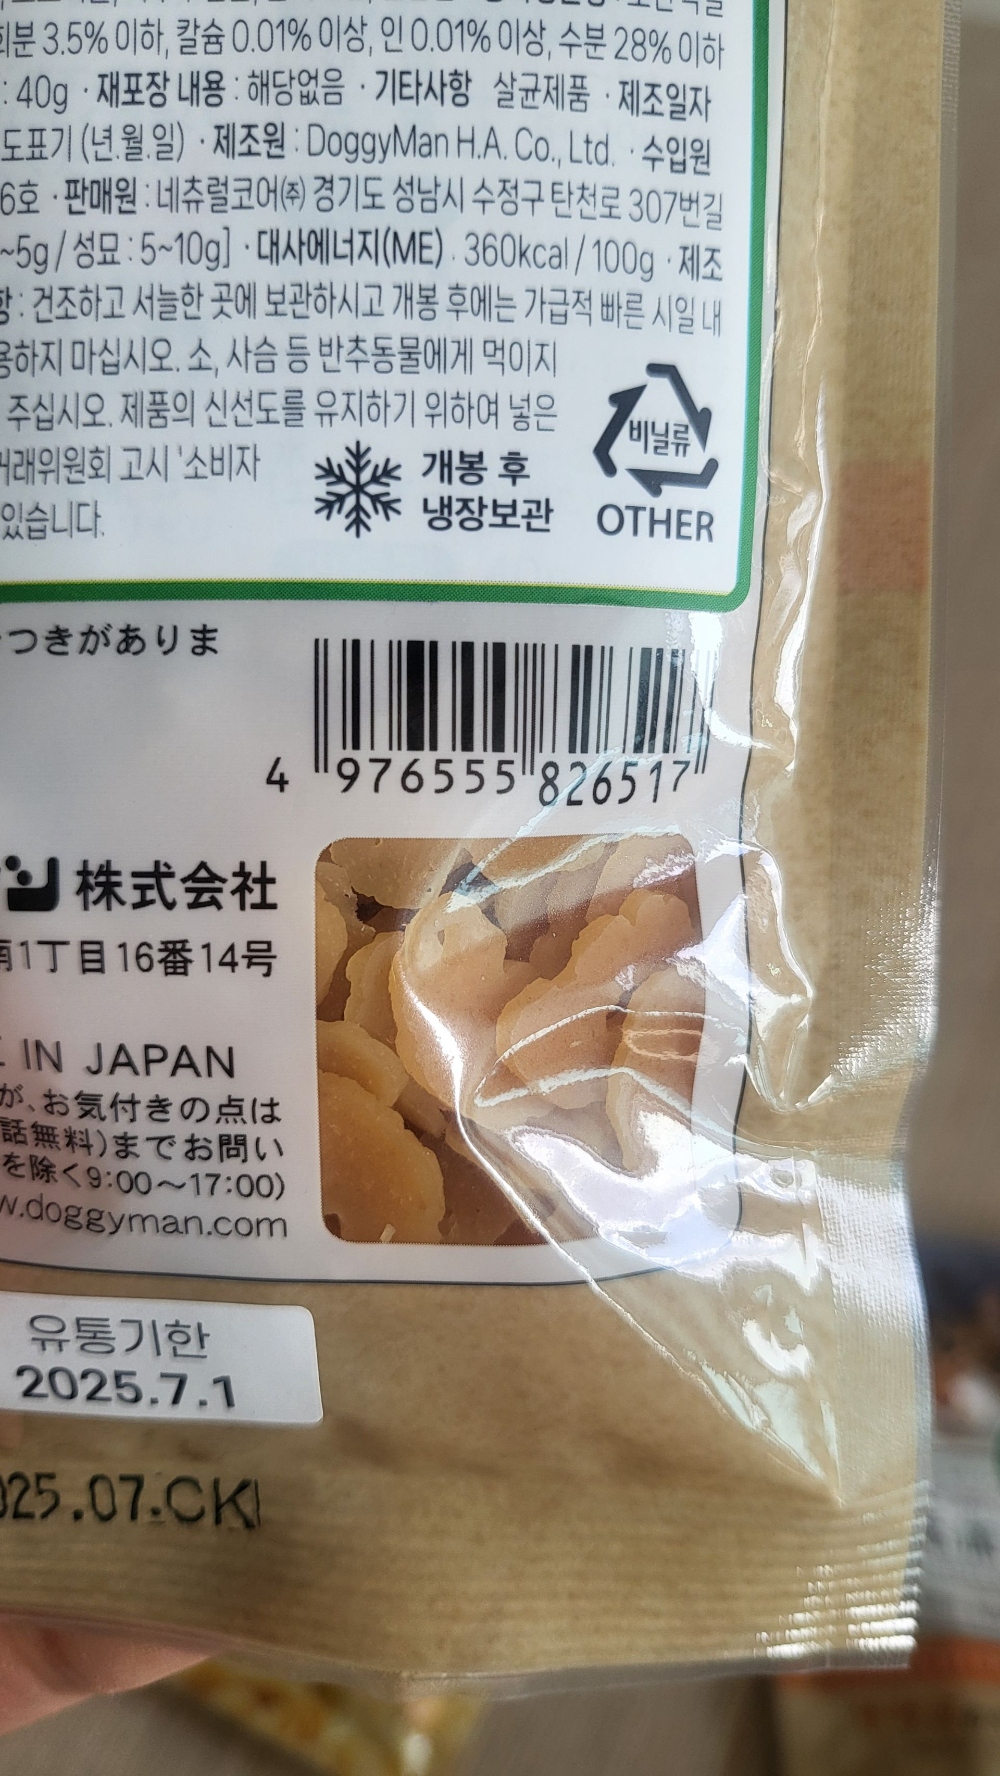 회분 3.5% 이하, 칼슘 0.01% 이상, 인 0.01% 이상, 수분 28% 이하
: 40g · 재포장 내용 : 해당없음 · 기타사항 살균제품 · 제조일자
도표기 (년.월.일) · 제조원 : DoggyMan H.A. Co., Ltd. · 수입원
6호 · 판매원 : 네츄럴코어㈜ 경기도 성남시 수정구 탄천로 307번길
~5g / 성묘 : 5~10g] · 대사에너지(ME) . 360kcal / 100g · 제조
항 : 건조하고 서늘한 곳에 보관하시고 개봉 후에는 가급적 빠른 시일 내
용하지 마십시오. 소, 사슴 등 반추동물에게 먹이지
주십시오. 제품의 신선도를 유지하기 위하여 넣은
거래위원회 고시 '소비자
있습니다.
개봉 후
냉장보관
비닐류
OTHER
つきがありま
4 976555 826517
株式会社
南1丁目16番14号
IN JAPAN
が、お気付きの点は
話無料)までお問い
を除く9:00～17:00)
w.doggyman.com
유통기한
2025.7.1
025.07.CK